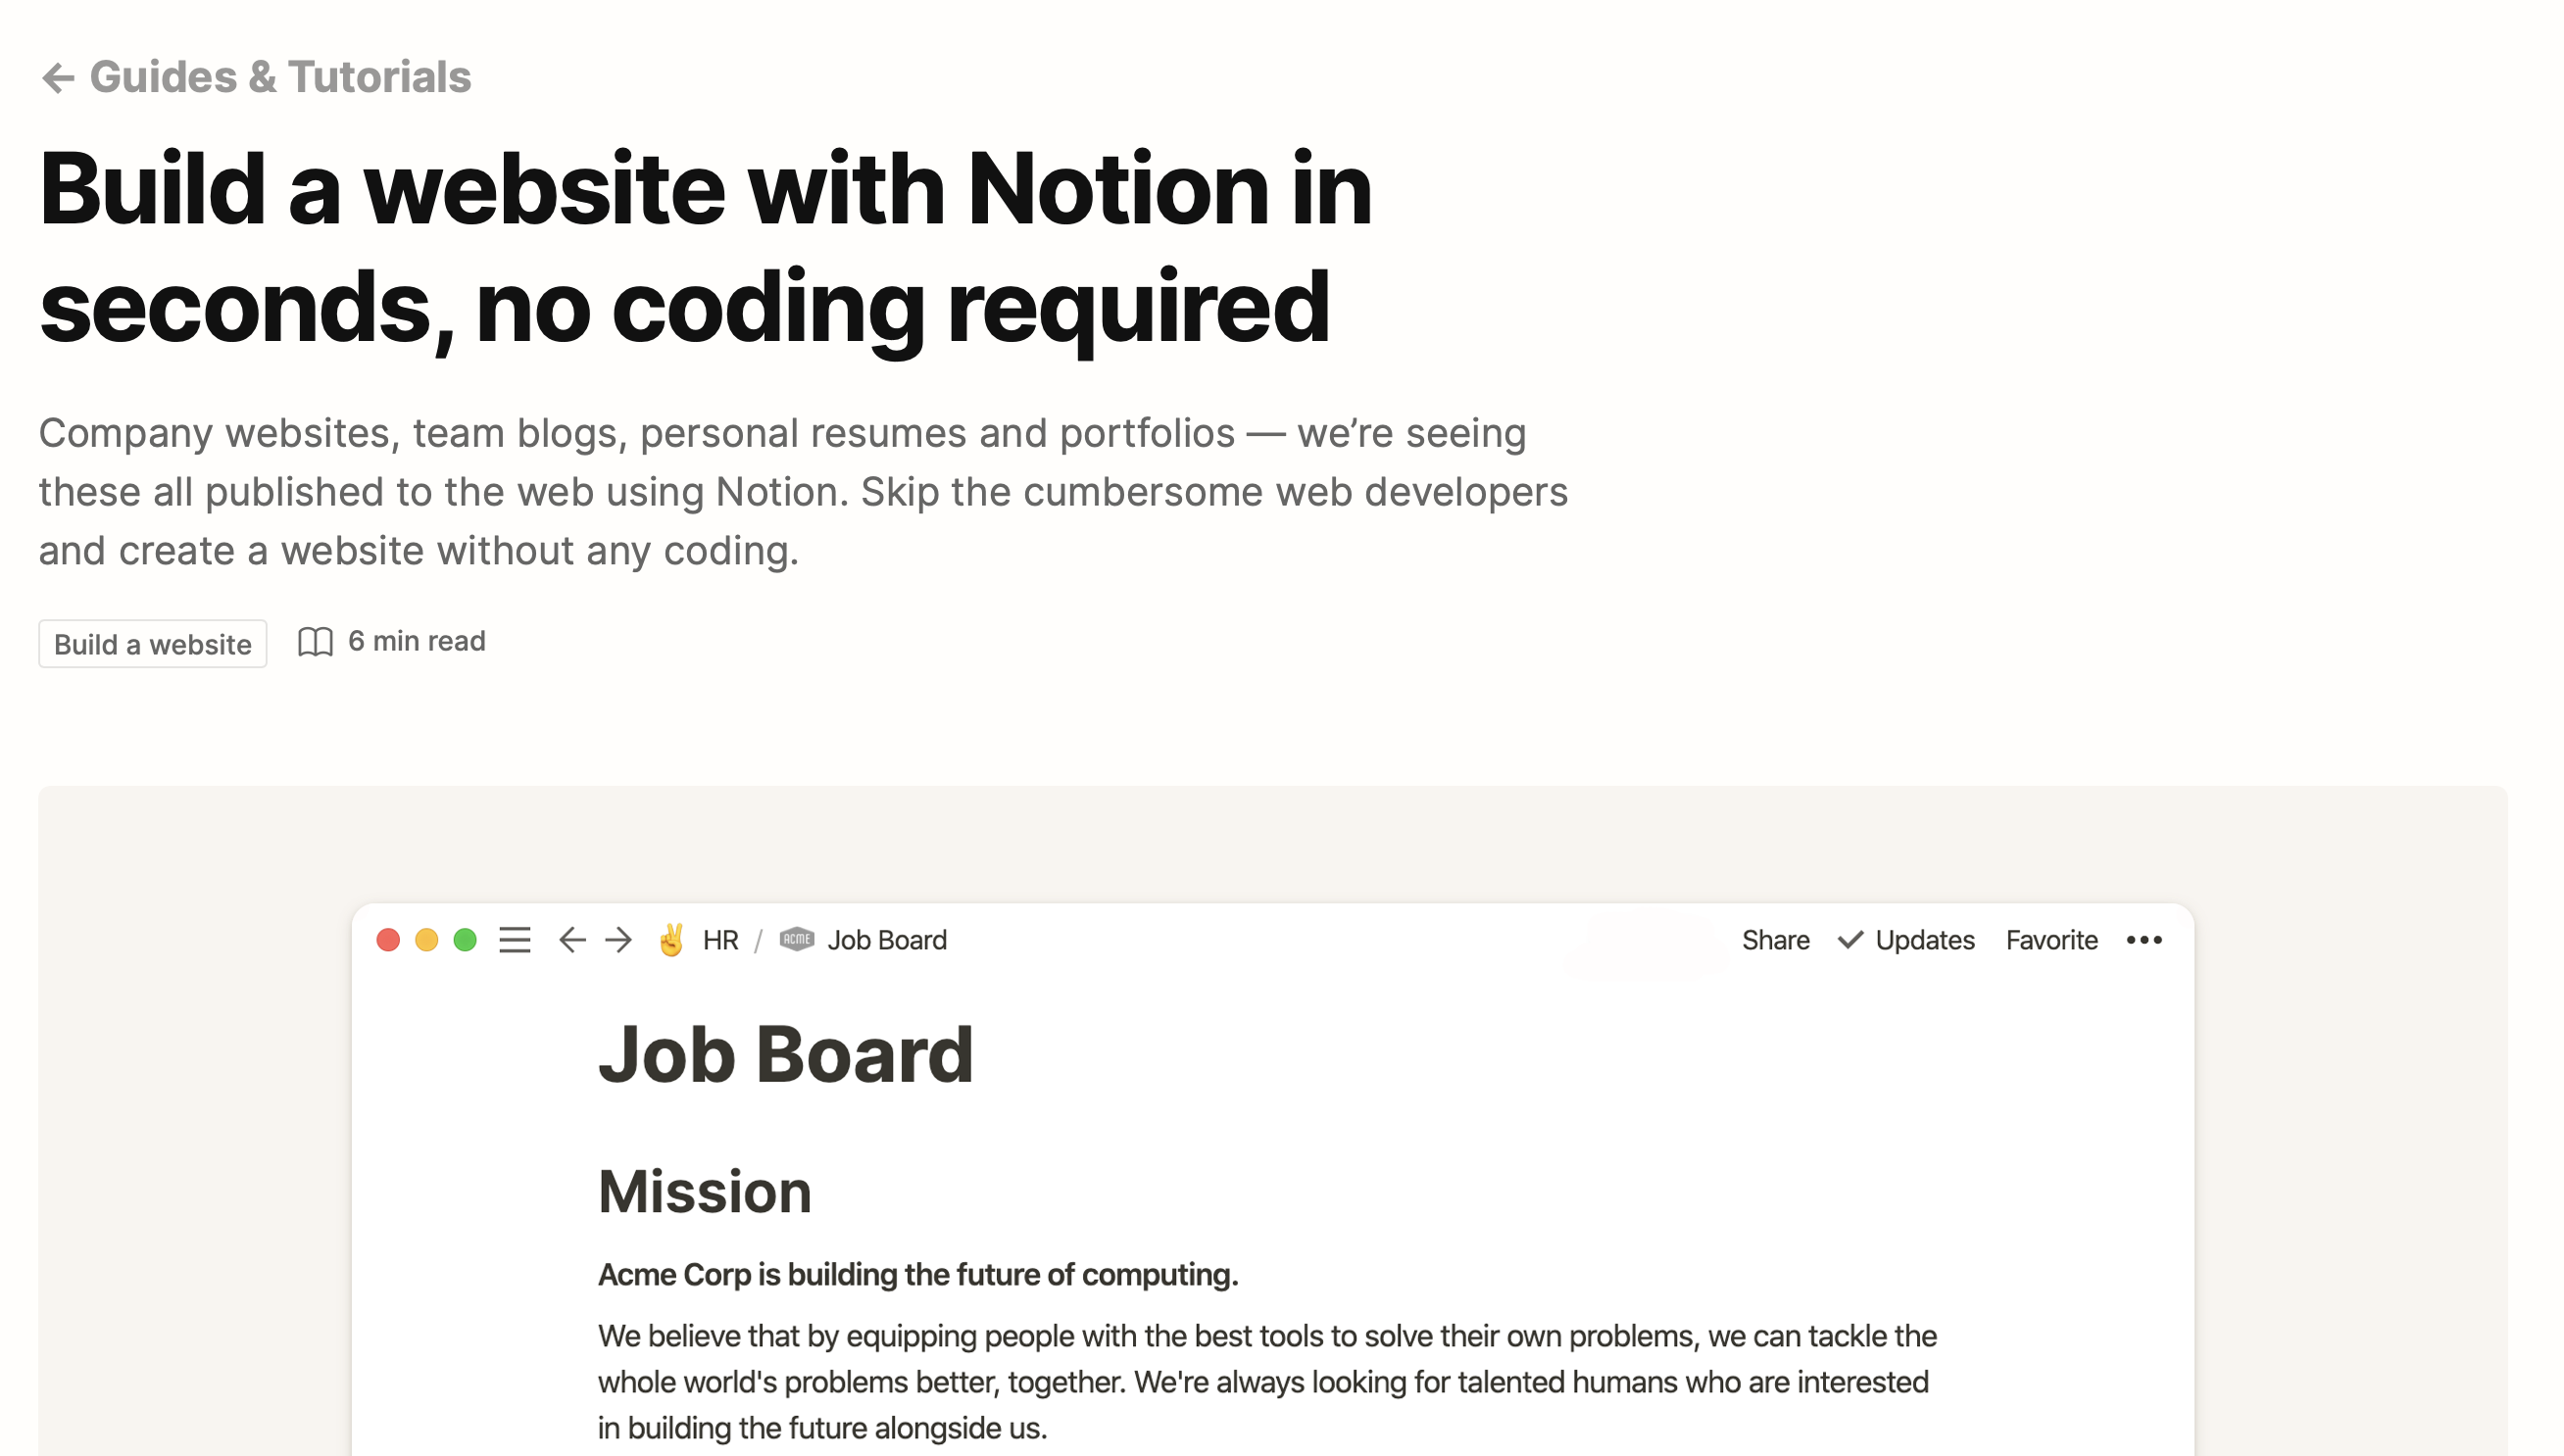 ← Guides & Tutorials
Build a website with Notion in
seconds, no coding required
Company websites, team blogs, personal resumes and portfolios — we’re seeing
these all published to the web using Notion. Skip the cumbersome web developers
and create a website without any coding.
Build a website 6 min read
HR / ACME Job Board Share ✓ Updates Favorite •••
Job Board
Mission
Acme Corp is building the future of computing.
We believe that by equipping people with the best tools to solve their own problems, we can tackle the
whole world's problems better, together. We're always looking for talented humans who are interested
in building the future alongside us.